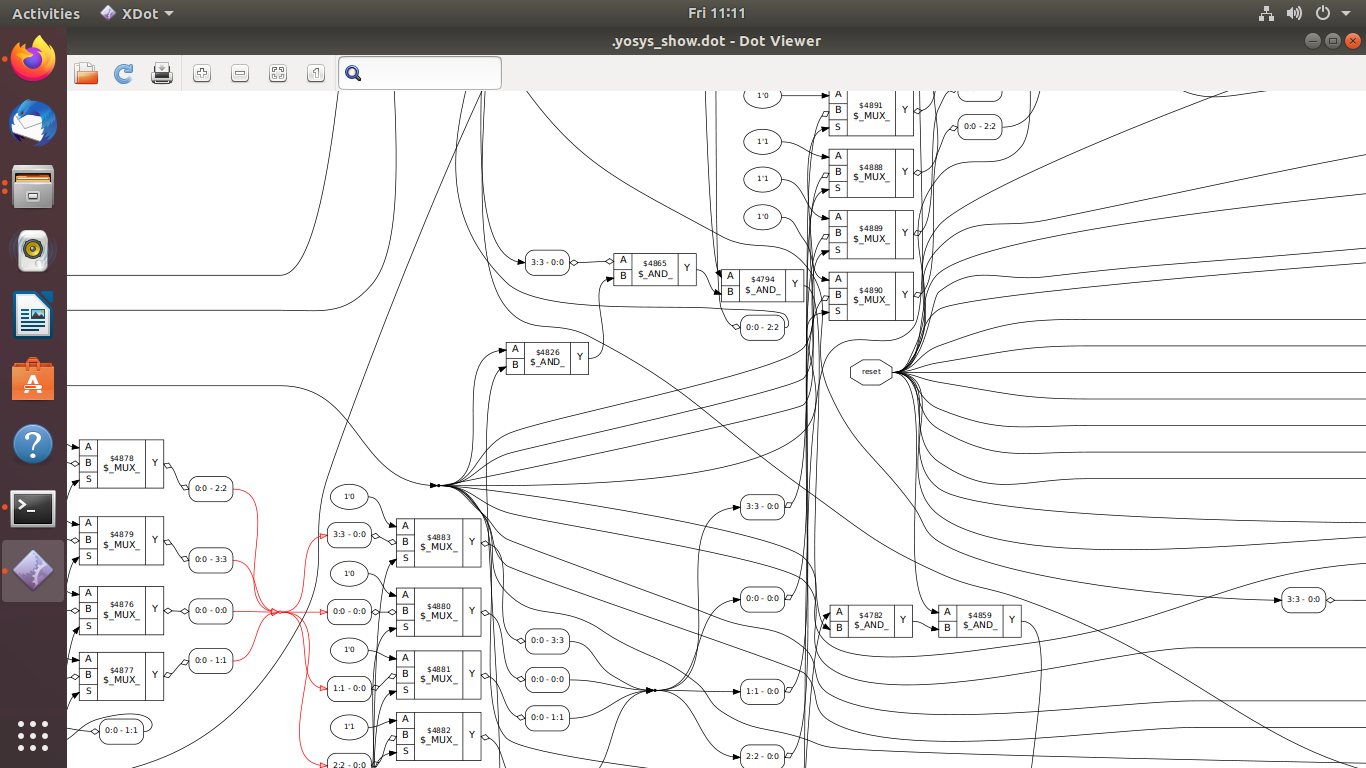 Activities
XDot
Fri 11:11
.yosys_show.dot - Dot Viewer
1'0
A
B
S
$4891
$_MUX_
Y
0:0 - 2:2
1'1
A
B
S
$4888
$_MUX_
Y
1'1
1'0
A
B
S
$4889
$_MUX_
Y
3:3 - 0:0
A
B
$4865
$_AND_
Y
A
B
$4794
$_AND_
Y
A
B
S
$4890
$_MUX_
Y
0:0 - 2:2
A
B
$4826
$_AND_
Y
reset
A
B
S
$4878
$_MUX_
Y
0:0 - 2:2
1'0
3:3 - 0:0
A
B
S
$4883
$_MUX_
Y
3:3 - 0:0
A
B
S
$4879
$_MUX_
Y
0:0 - 3:3
1'0
A
B
S
$4876
$_MUX_
Y
0:0 - 0:0
0:0 - 0:0
A
B
S
$4880
$_MUX_
Y
0:0 - 0:0
A
B
$4782
$_AND_
Y
A
B
$4859
$_AND_
Y
3:3 - 0:0
0:0 - 3:3
1'0
A
B
S
$4877
$_MUX_
Y
0:0 - 1:1
1:1 - 0:0
A
B
S
$4881
$_MUX_
Y
0:0 - 0:0
1:1 - 0:0
0:0 - 1:1
0:0 - 1:1
1'1
A
B
S
$4882
$_MUX_
Y
2:2 - 0:0
2:2 - 0:0